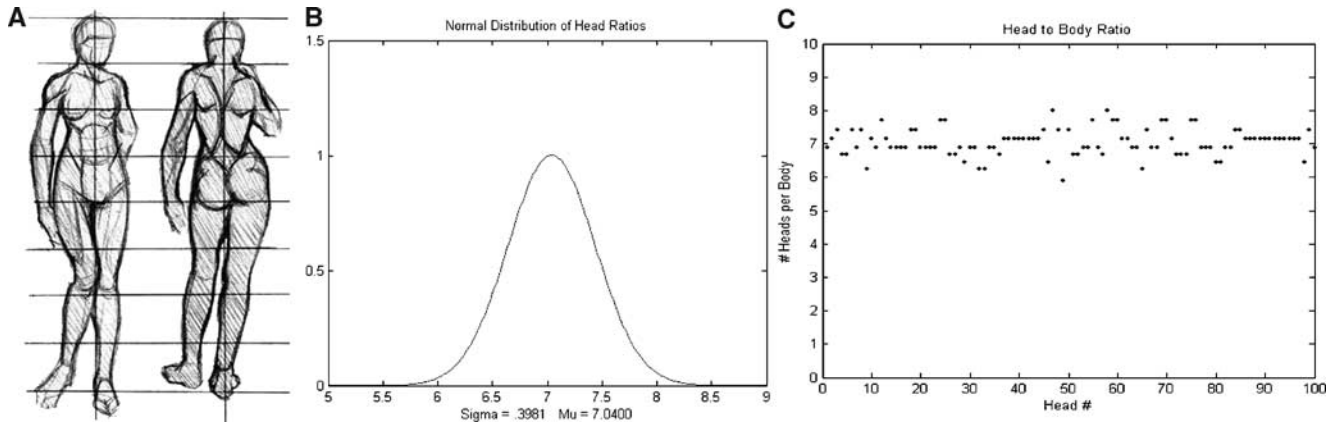 A
B
Normal Distribution of Head Ratios
1.5
1
0.5
0
5 5.5 6 6.5 7 7.5 8 8.5 9
Sigma = .3981 Mu = 7.0400
C
Head to Body Ratio
10
9
8
7
6
5
4
3
2
1
0
# Heads per Body
0 10 20 30 40 50 60 70 80 90 100
Head #